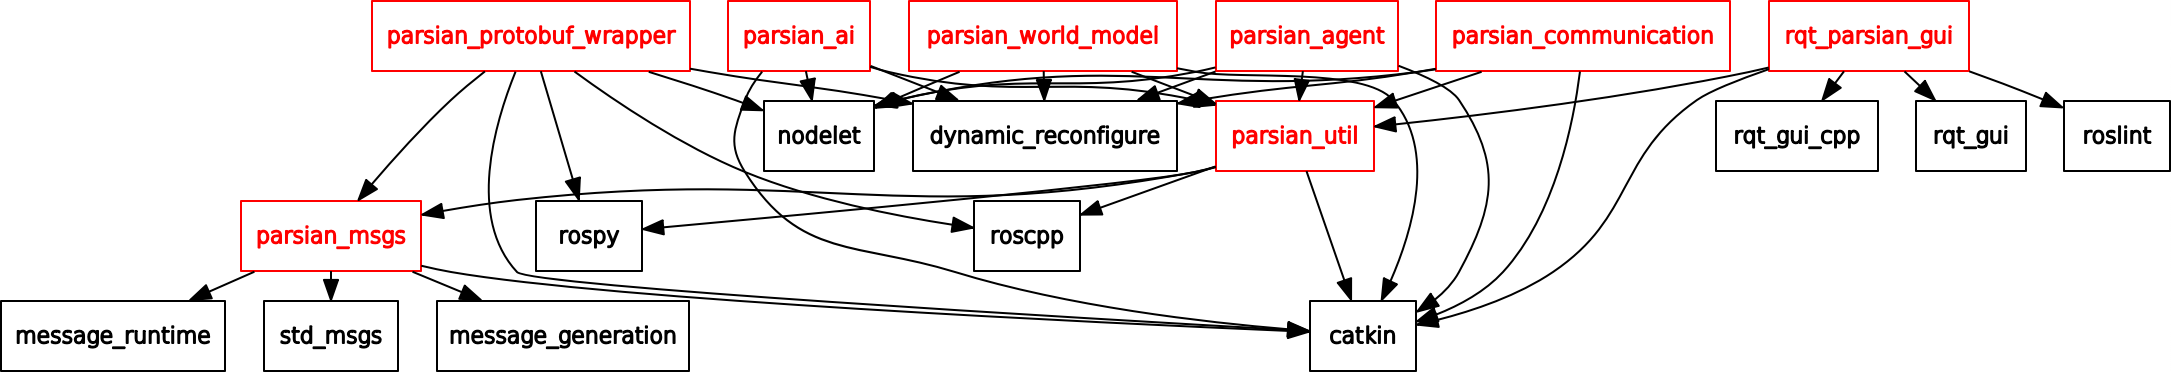 parsian_protobuf_wrapper
parsian_ai
parsian_world_model
parsian_agent
parsian_communication
rqt_parsian_gui
nodelet
dynamic_reconfigure
parsian_util
rqt_gui_cpp
rqt_gui
roslint
parsian_msgs
rospy
roscpp
message_runtime
std_msgs
message_generation
catkin